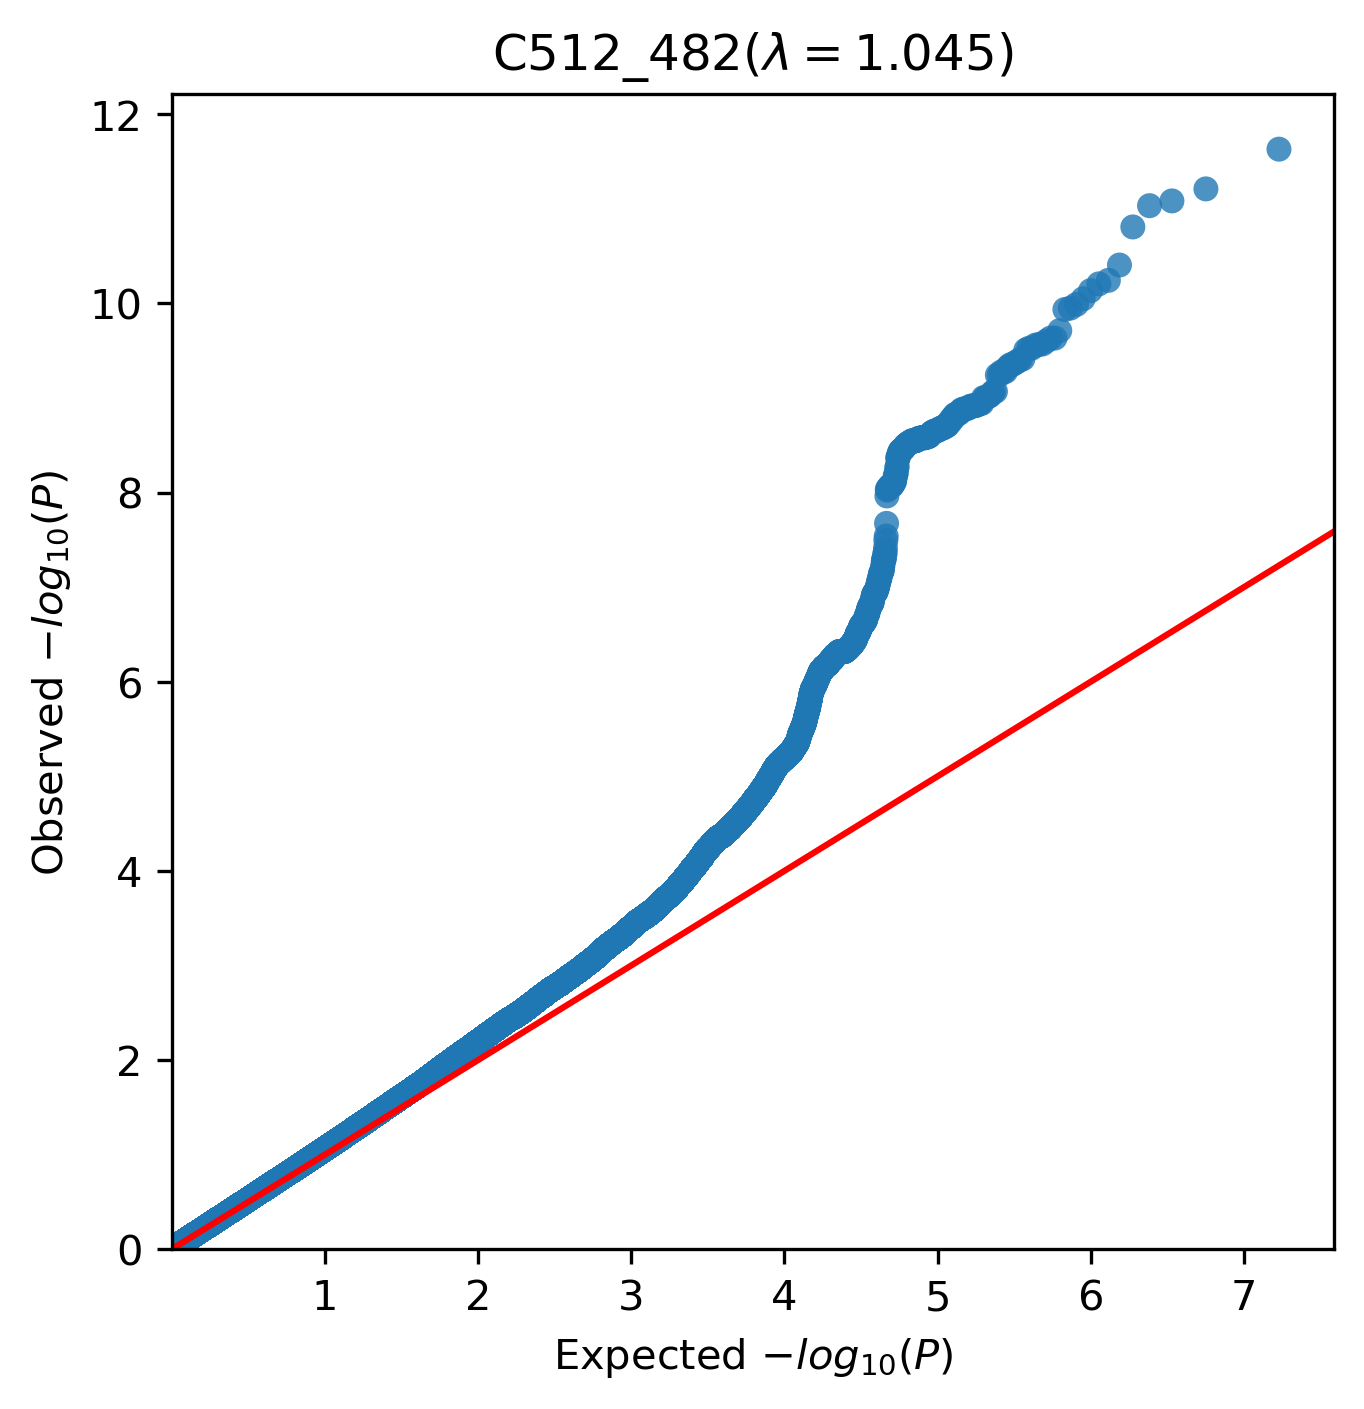 C512_482(λ = 1.045)
12
10
8
6
4
2
0
Observed −log₁₀(P)
1 2 3 4 5 6 7
Expected −log₁₀(P)